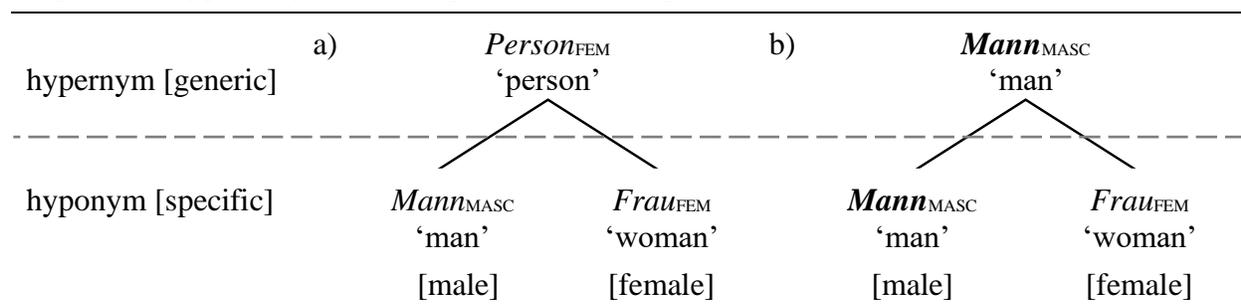 a) Person FEM b) Mann MASC
hypernym [generic] ‘person’ ‘man’
hyponym [specific] Mann MASC Frau FEM Mann MASC Frau FEM
‘man’ ‘woman’ ‘man’ ‘woman’
[male] [female] [male] [female]